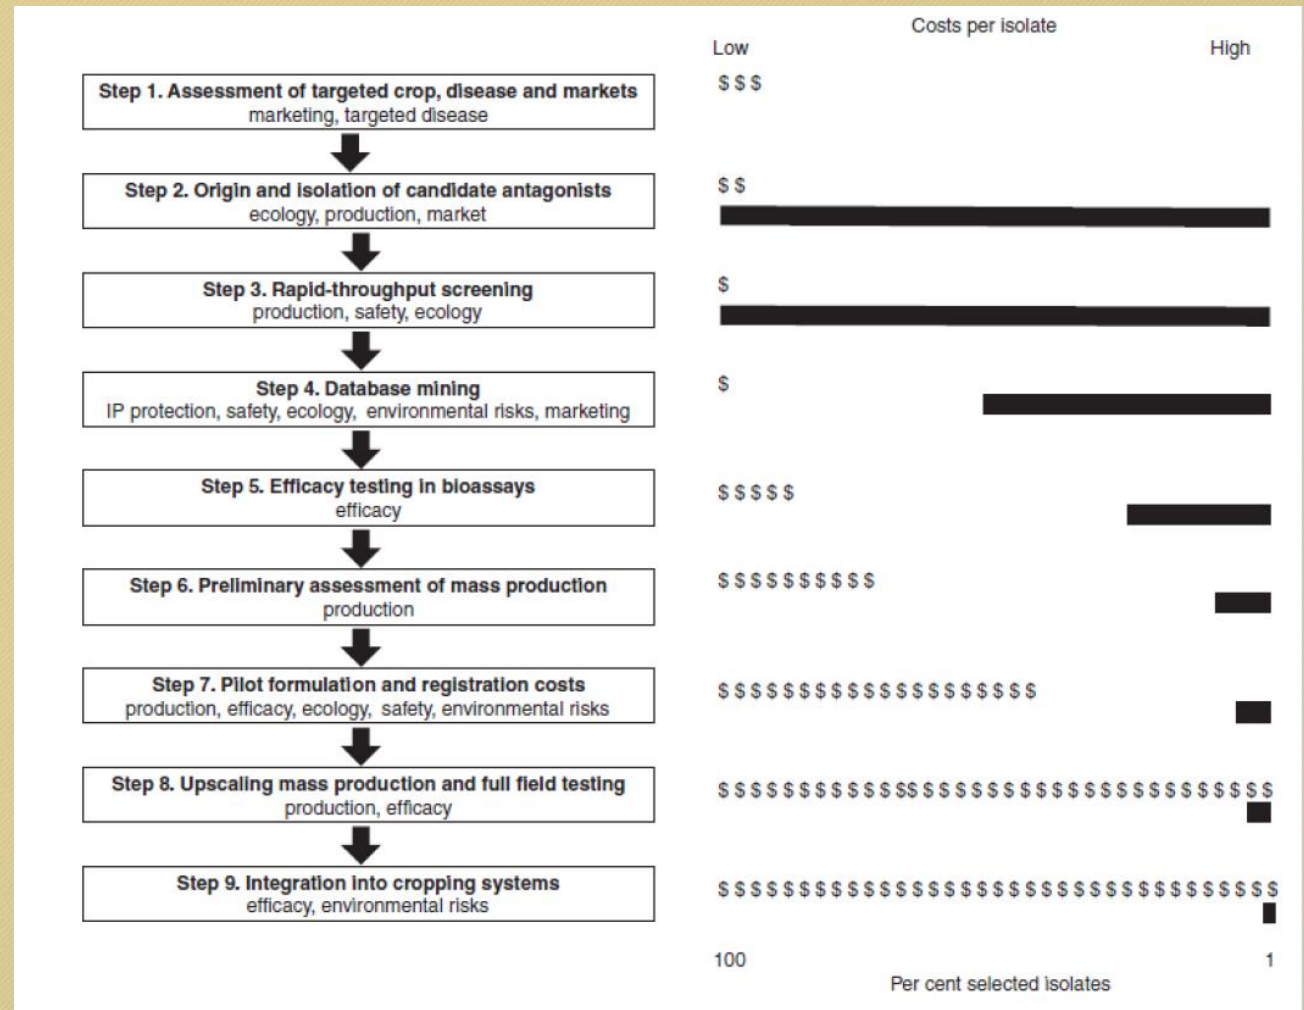 Costs per isolate
Low High
Step 1. Assessment of targeted crop, disease and markets
marketing, targeted disease
$ $ $
Step 2. Origin and isolation of candidate antagonists
ecology, production, market
$ $
Step 3. Rapid-throughput screening
production, safety, ecology
$
Step 4. Database mining
IP protection, safety, ecology, environmental risks, marketing
$
Step 5. Efficacy testing in bioassays
efficacy
$ $ $ $ $
Step 6. Preliminary assessment of mass production
production
$ $ $ $ $ $ $ $ $ $
Step 7. Pilot formulation and registration costs
production, efficacy, ecology, safety, environmental risks
$ $ $ $ $ $ $ $ $ $ $ $ $ $ $ $ $ $ $ $
Step 8. Upscaling mass production and full field testing
production, efficacy
$ $ $ $ $ $ $ $ $ $ $ $$ $ $ $ $ $ $ $ $ $ $ $ $ $ $ $ $ $ $ $ $ $ $
Step 9. Integration into cropping systems
efficacy, environmental risks
$ $ $ $ $ $ $ $ $ $ $ $ $ $ $ $ $ $ $ $ $ $ $ $ $ $ $ $ $ $ $ $ $ $ $
100 1
Per cent selected isolates